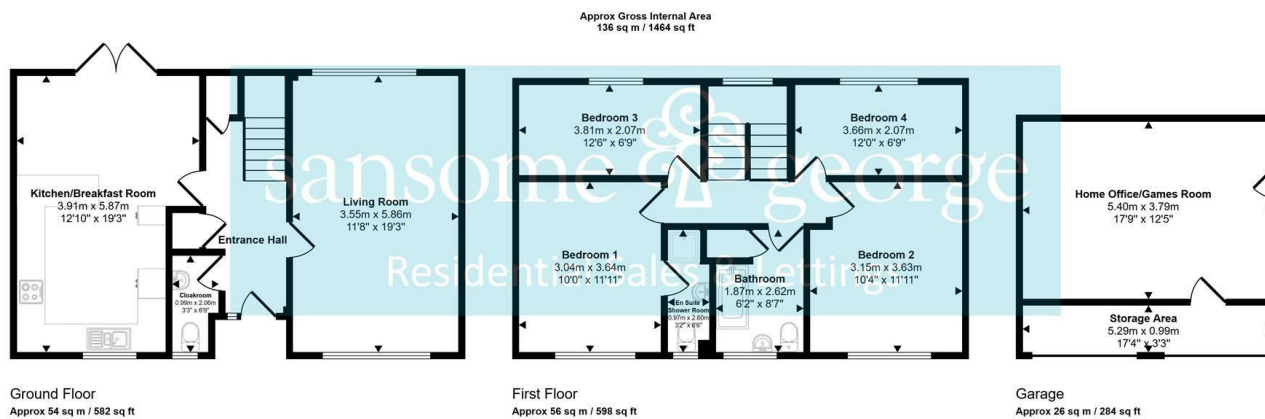 Approx Gross Internal Area
136 sq m / 1464 sq ft
Kitchen/Breakfast Room
3.91m x 5.87m
12'10" x 19'3"
Entrance Hall
Cloakroom
0.99m x 2.06m
3'3" x 6'9"
Living Room
3.55m x 5.86m
11'8" x 19'3"
Ground Floor
Approx 54 sq m / 582 sq ft
Bedroom 3
3.81m x 2.07m
12'6" x 6'9"
Bedroom 4
3.66m x 2.07m
12'0" x 6'9"
Bedroom 1
3.04m x 3.64m
10'0" x 11'11"
En Suite
Shower Room
0.97m x 2.60m
3'2" x 8'6"
Bathroom
1.87m x 2.62m
6'2" x 8'7"
Bedroom 2
3.15m x 3.63m
10'4" x 11'11"
First Floor
Approx 56 sq m / 598 sq ft
Home Office/Games Room
5.40m x 3.79m
17'9" x 12'5"
Storage Area
5.29m x 0.99m
17'4" x 3'3"
Garage
Approx 26 sq m / 284 sq ft
sansome george
Residential Sales & Lettings